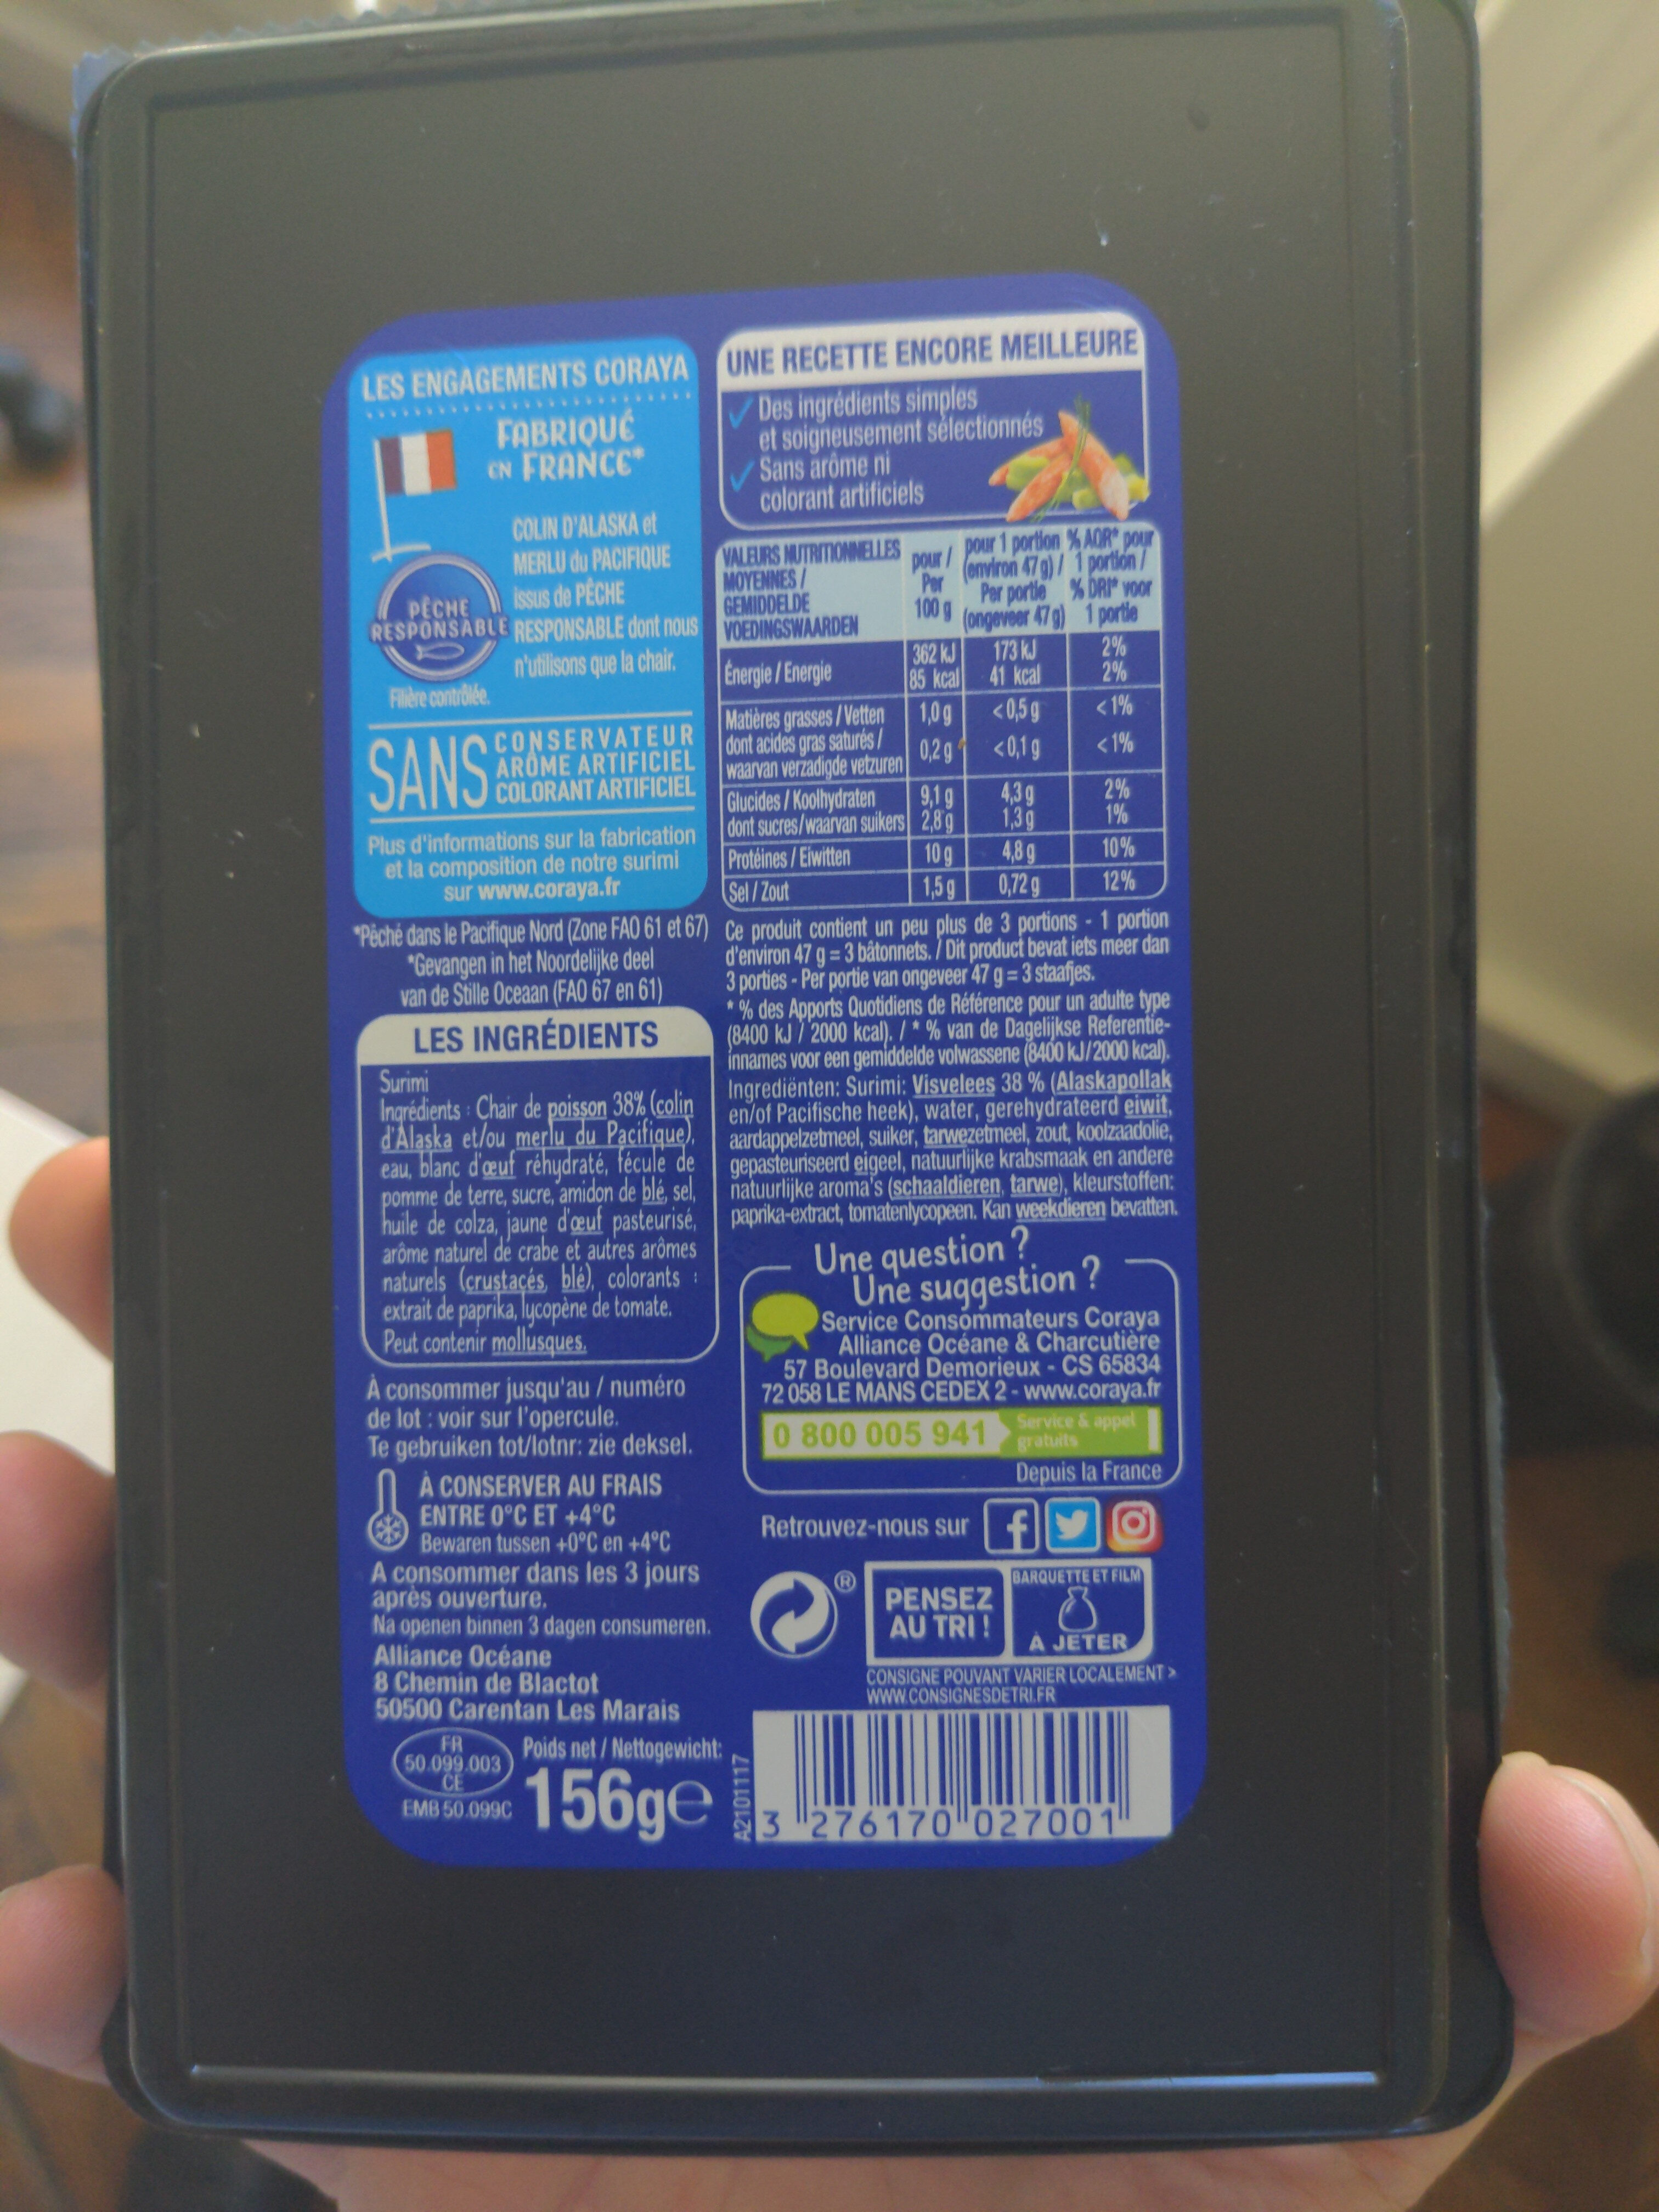 LES ENGAGEMENTS CORAYA
FABRIQUÉ
EN FRANCE*
COLIN D'ALASKA et
MERLU du PACIFIQUE
issus de PÊCHE
RESPONSABLE dont nous
n'utilisons que la chair.
PÊCHE
RESPONSABLE
Filière contrôlée.
SANS
CONSERVATEUR
ARÔME ARTIFICIEL
COLORANT ARTIFICIEL
Plus d'informations sur la fabrication
et la composition de notre surimi
sur www.coraya.fr
*Pêché dans le Pacifique Nord (Zone FAO 61 et 67)
*Gevangen in het Noordelijke deel
van de Stille Oceaan (FAO 67 en 61)
LES INGRÉDIENTS
Surimi
Ingrédients : Chair de poisson 38% (colin
d'Alaska et/ou merlu du Pacifique),
eau, blanc d'œuf réhydraté, fécule de
pomme de terre, sucre, amidon de blé, sel,
huile de colza, jaune d'œuf pasteurisé,
arôme naturel de crabe et autres arômes
naturels (crustacés, blé), colorants :
extrait de paprika, lycopène de tomate.
Peut contenir mollusques.
À consommer jusqu'au / numéro
de lot : voir sur l'opercule.
Te gebruiken tot/lotnr: zie deksel.
À CONSERVER AU FRAIS
ENTRE 0°C ET +4°C
Bewaren tussen +0°C en +4°C
A consommer dans les 3 jours
après ouverture.
Na openen binnen 3 dagen consumeren.
Alliance Océane
8 Chemin de Blactot
50500 Carentan Les Marais
FR
50.099.003
CE
EMB 50.099C
Poids net / Nettogewicht:
156g℮
UNE RECETTE ENCORE MEILLEURE
✓ Des ingrédients simples
et soigneusement sélectionnés
✓ Sans arôme ni
colorant artificiels
VALEURS NUTRITIONNELLES MOYENNES / GEMIDDELDE VOEDINGSWAARDEN | pour / Per 100 g | pour 1 portion (environ 47 g) / Per portie (ongeveer 47 g) | % AQR* pour 1 portion / % DRI* voor 1 portie
Énergie / Energie 362 kJ 173 kJ 2%
85 kcal 41 kcal 2%
Matières grasses / Vetten 1,0 g <0,5 g <1%
dont acides gras saturés /
waarvan verzadigde vetzuren 0,2 g <0,1 g <1%
Glucides / Koolhydraten 9,1 g 4,3 g 2%
dont sucres/waarvan suikers 2,8 g 1,3 g 1%
Protéines / Eiwitten 10 g 4,8 g 10%
Sel / Zout 1,5 g 0,72 g 12%
Ce produit contient un peu plus de 3 portions - 1 portion
d'environ 47 g = 3 bâtonnets. / Dit product bevat iets meer dan
3 porties - Per portie van ongeveer 47 g = 3 staafjes.
* % des Apports Quotidiens de Référence pour un adulte type
(8400 kJ / 2000 kcal). / * % van de Dagelijkse Referentie-
innames voor een gemiddelde volwassene (8400 kJ/2000 kcal).
Ingrediënten: Surimi: Visvelees 38 % (Alaskapollak
en/of Pacifische heek), water, gerehydrateerd eiwit,
aardappelzetmeel, suiker, tarwezetmeel, zout, koolzaadolie,
gepasteuriseerd eigeel, natuurlijke krabsmaak en andere
natuurlijke aroma's (schaaldieren, tarwe), kleurstoffen:
paprika-extract, tomatenlycopeen. Kan weekdieren bevatten.
Une question ?
Une suggestion ?
Service Consommateurs Coraya
Alliance Océane & Charcutière
57 Boulevard Demorieux - CS 65834
72 058 LE MANS CEDEX 2 - www.coraya.fr
0 800 005 941
Service & appel
gratuits
Depuis la France
Retrouvez-nous sur
®
PENSEZ
AU TRI !
BARQUETTE ET FILM
À JETER
CONSIGNE POUVANT VARIER LOCALEMENT >
WWW.CONSIGNESDETRI.FR
A2101117
3 276170 027001